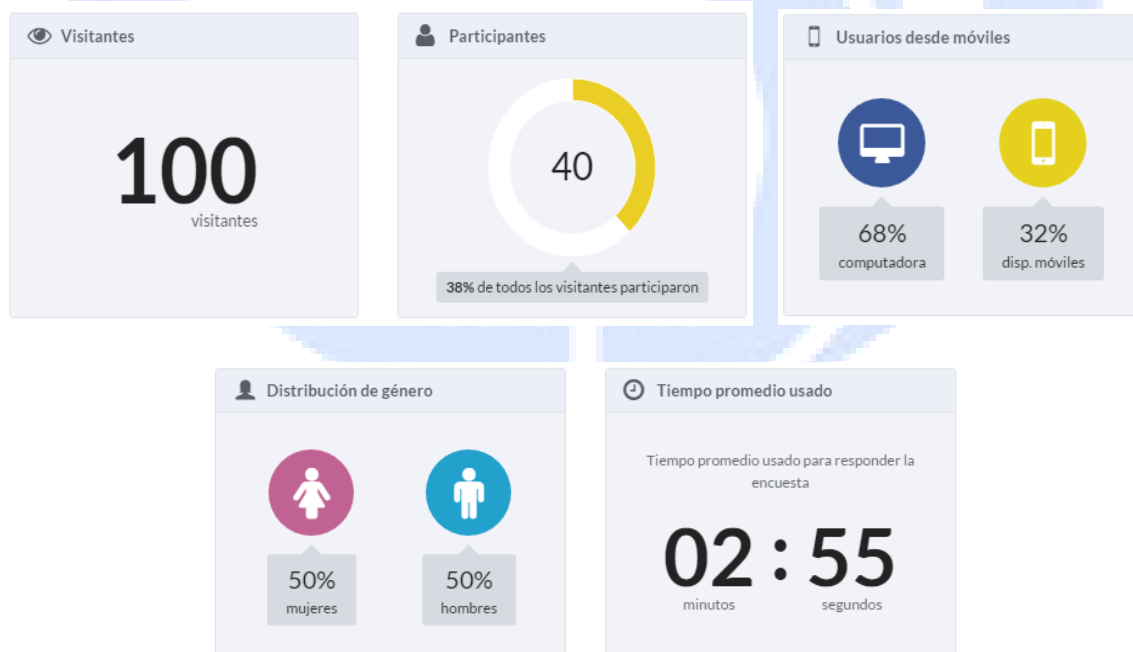 Visitantes
100
visitantes
Participantes
40
38% de todos los visitantes participaron
Usuarios desde móviles
68%
computadora
32%
disp. móviles
Distribución de género
50%
mujeres
50%
hombres
Tiempo promedio usado
Tiempo promedio usado para responder la
encuesta
02 : 55
minutos segundos